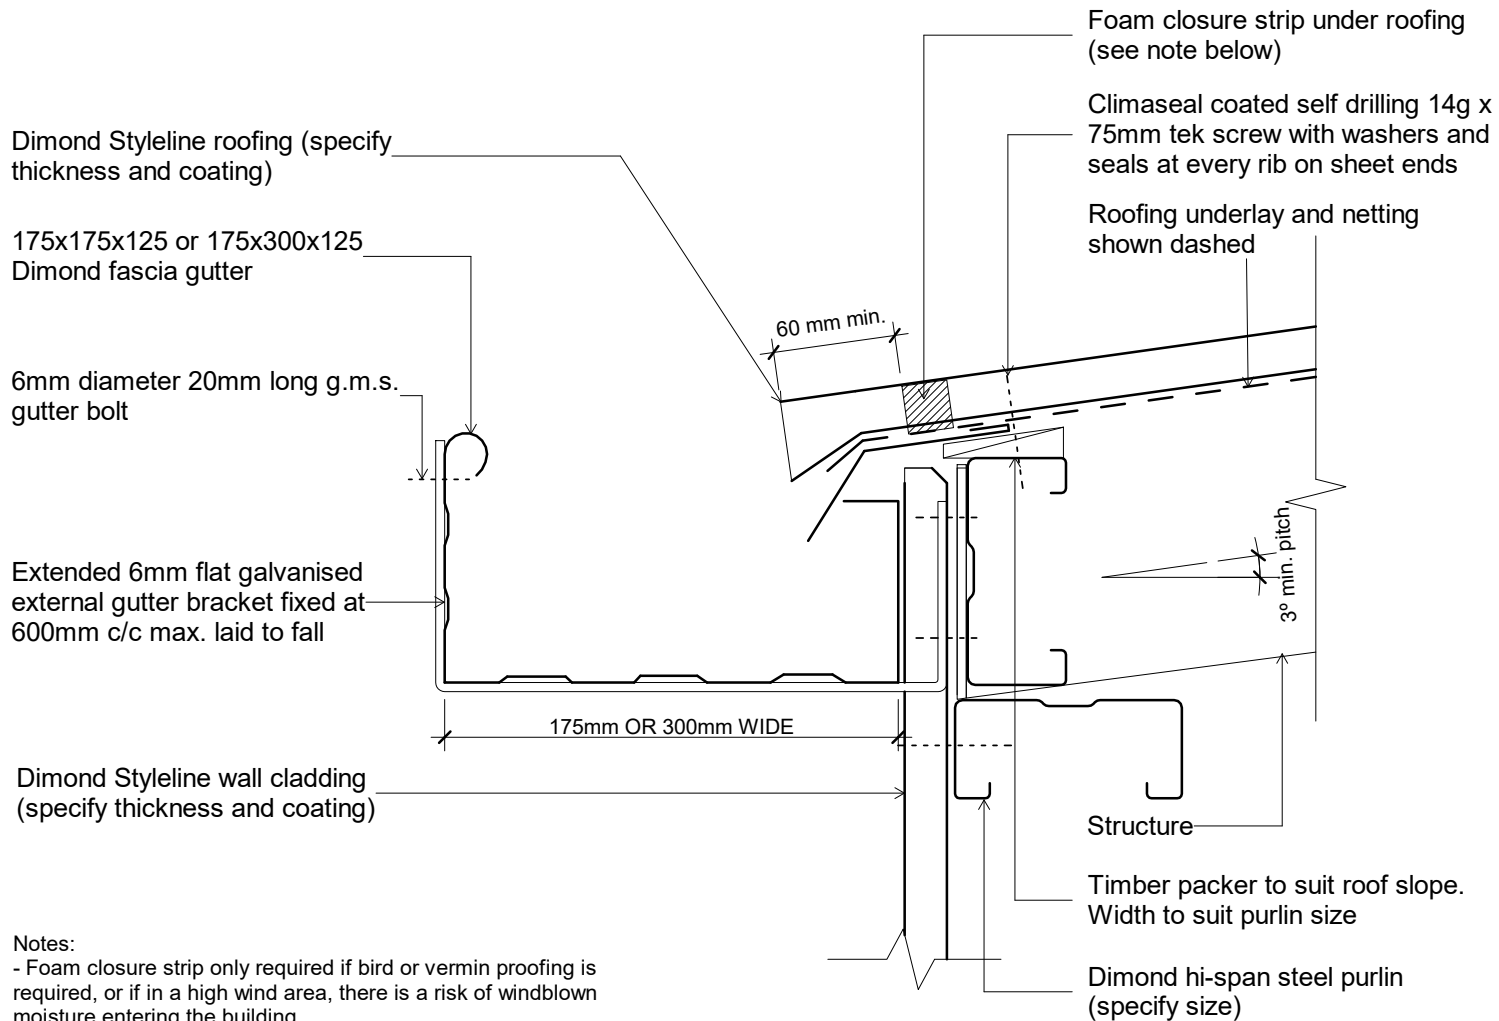 Foam closure strip under roofing
(see note below)
Climaseal coated self drilling 14g x
75mm tek screw with washers and
seals at every rib on sheet ends
Roofing underlay and netting
shown dashed
Dimond Styleline roofing (specify
thickness and coating)
175x175x125 or 175x300x125
Dimond fascia gutter
6mm diameter 20mm long g.m.s.
gutter bolt
60 mm min.
Extended 6mm flat galvanised
external gutter bracket fixed at
600mm c/c max. laid to fall
3º min. pitch
175mm OR 300mm WIDE
Dimond Styleline wall cladding
(specify thickness and coating)
Structure
Timber packer to suit roof slope.
Width to suit purlin size
Dimond hi-span steel purlin
(specify size)
Notes:
- Foam closure strip only required if bird or vermin proofing is
required, or if in a high wind area, there is a risk of windblown
moisture entering the building